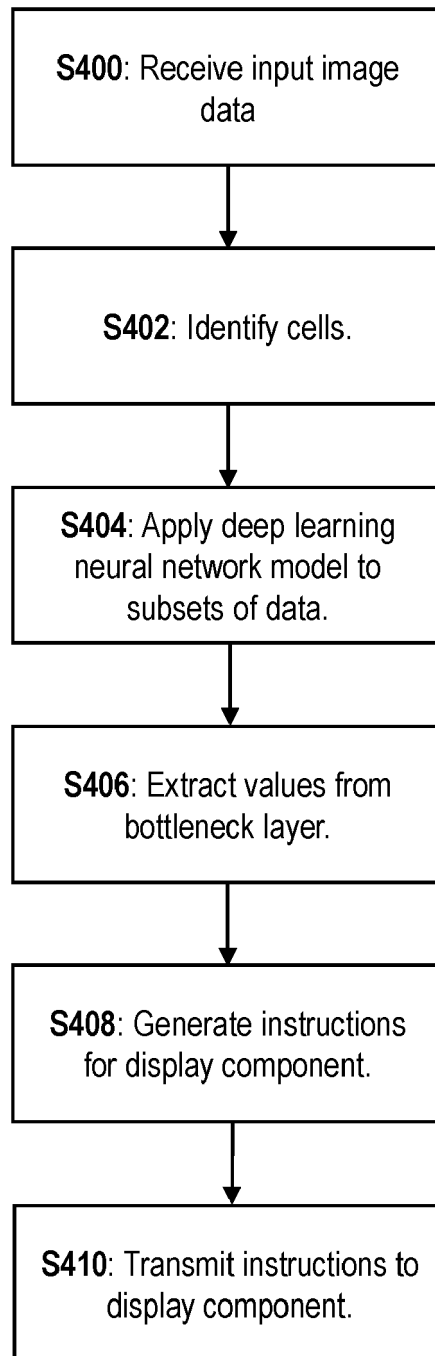 S400: Receive input image
data
S402: Identify cells.
S404: Apply deep learning
neural network model to
subsets of data.
S406: Extract values from
bottleneck layer.
S408: Generate instructions
for display component.
S410: Transmit instructions to
display component.